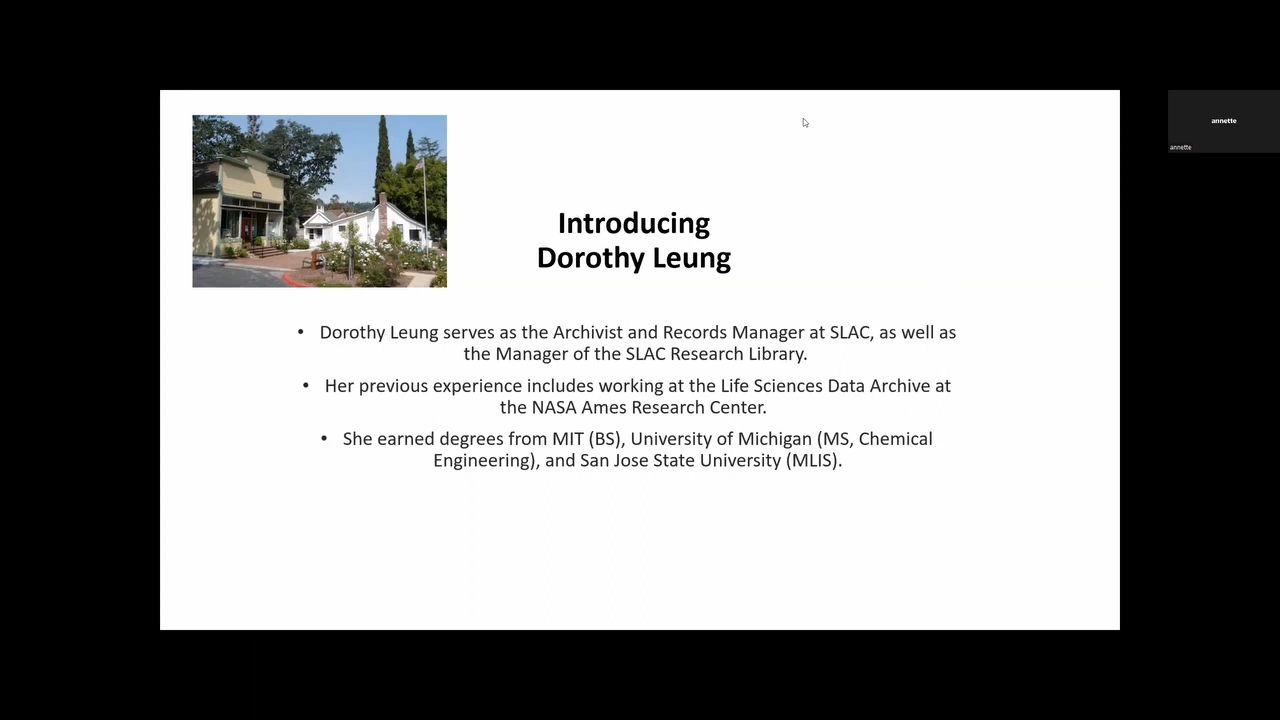 Introducing
Dorothy Leung
• Dorothy Leung serves as the Archivist and Records Manager at SLAC, as well as
the Manager of the SLAC Research Library.
• Her previous experience includes working at the Life Sciences Data Archive at
the NASA Ames Research Center.
• She earned degrees from MIT (BS), University of Michigan (MS, Chemical
Engineering), and San Jose State University (MLIS).
annette
annette